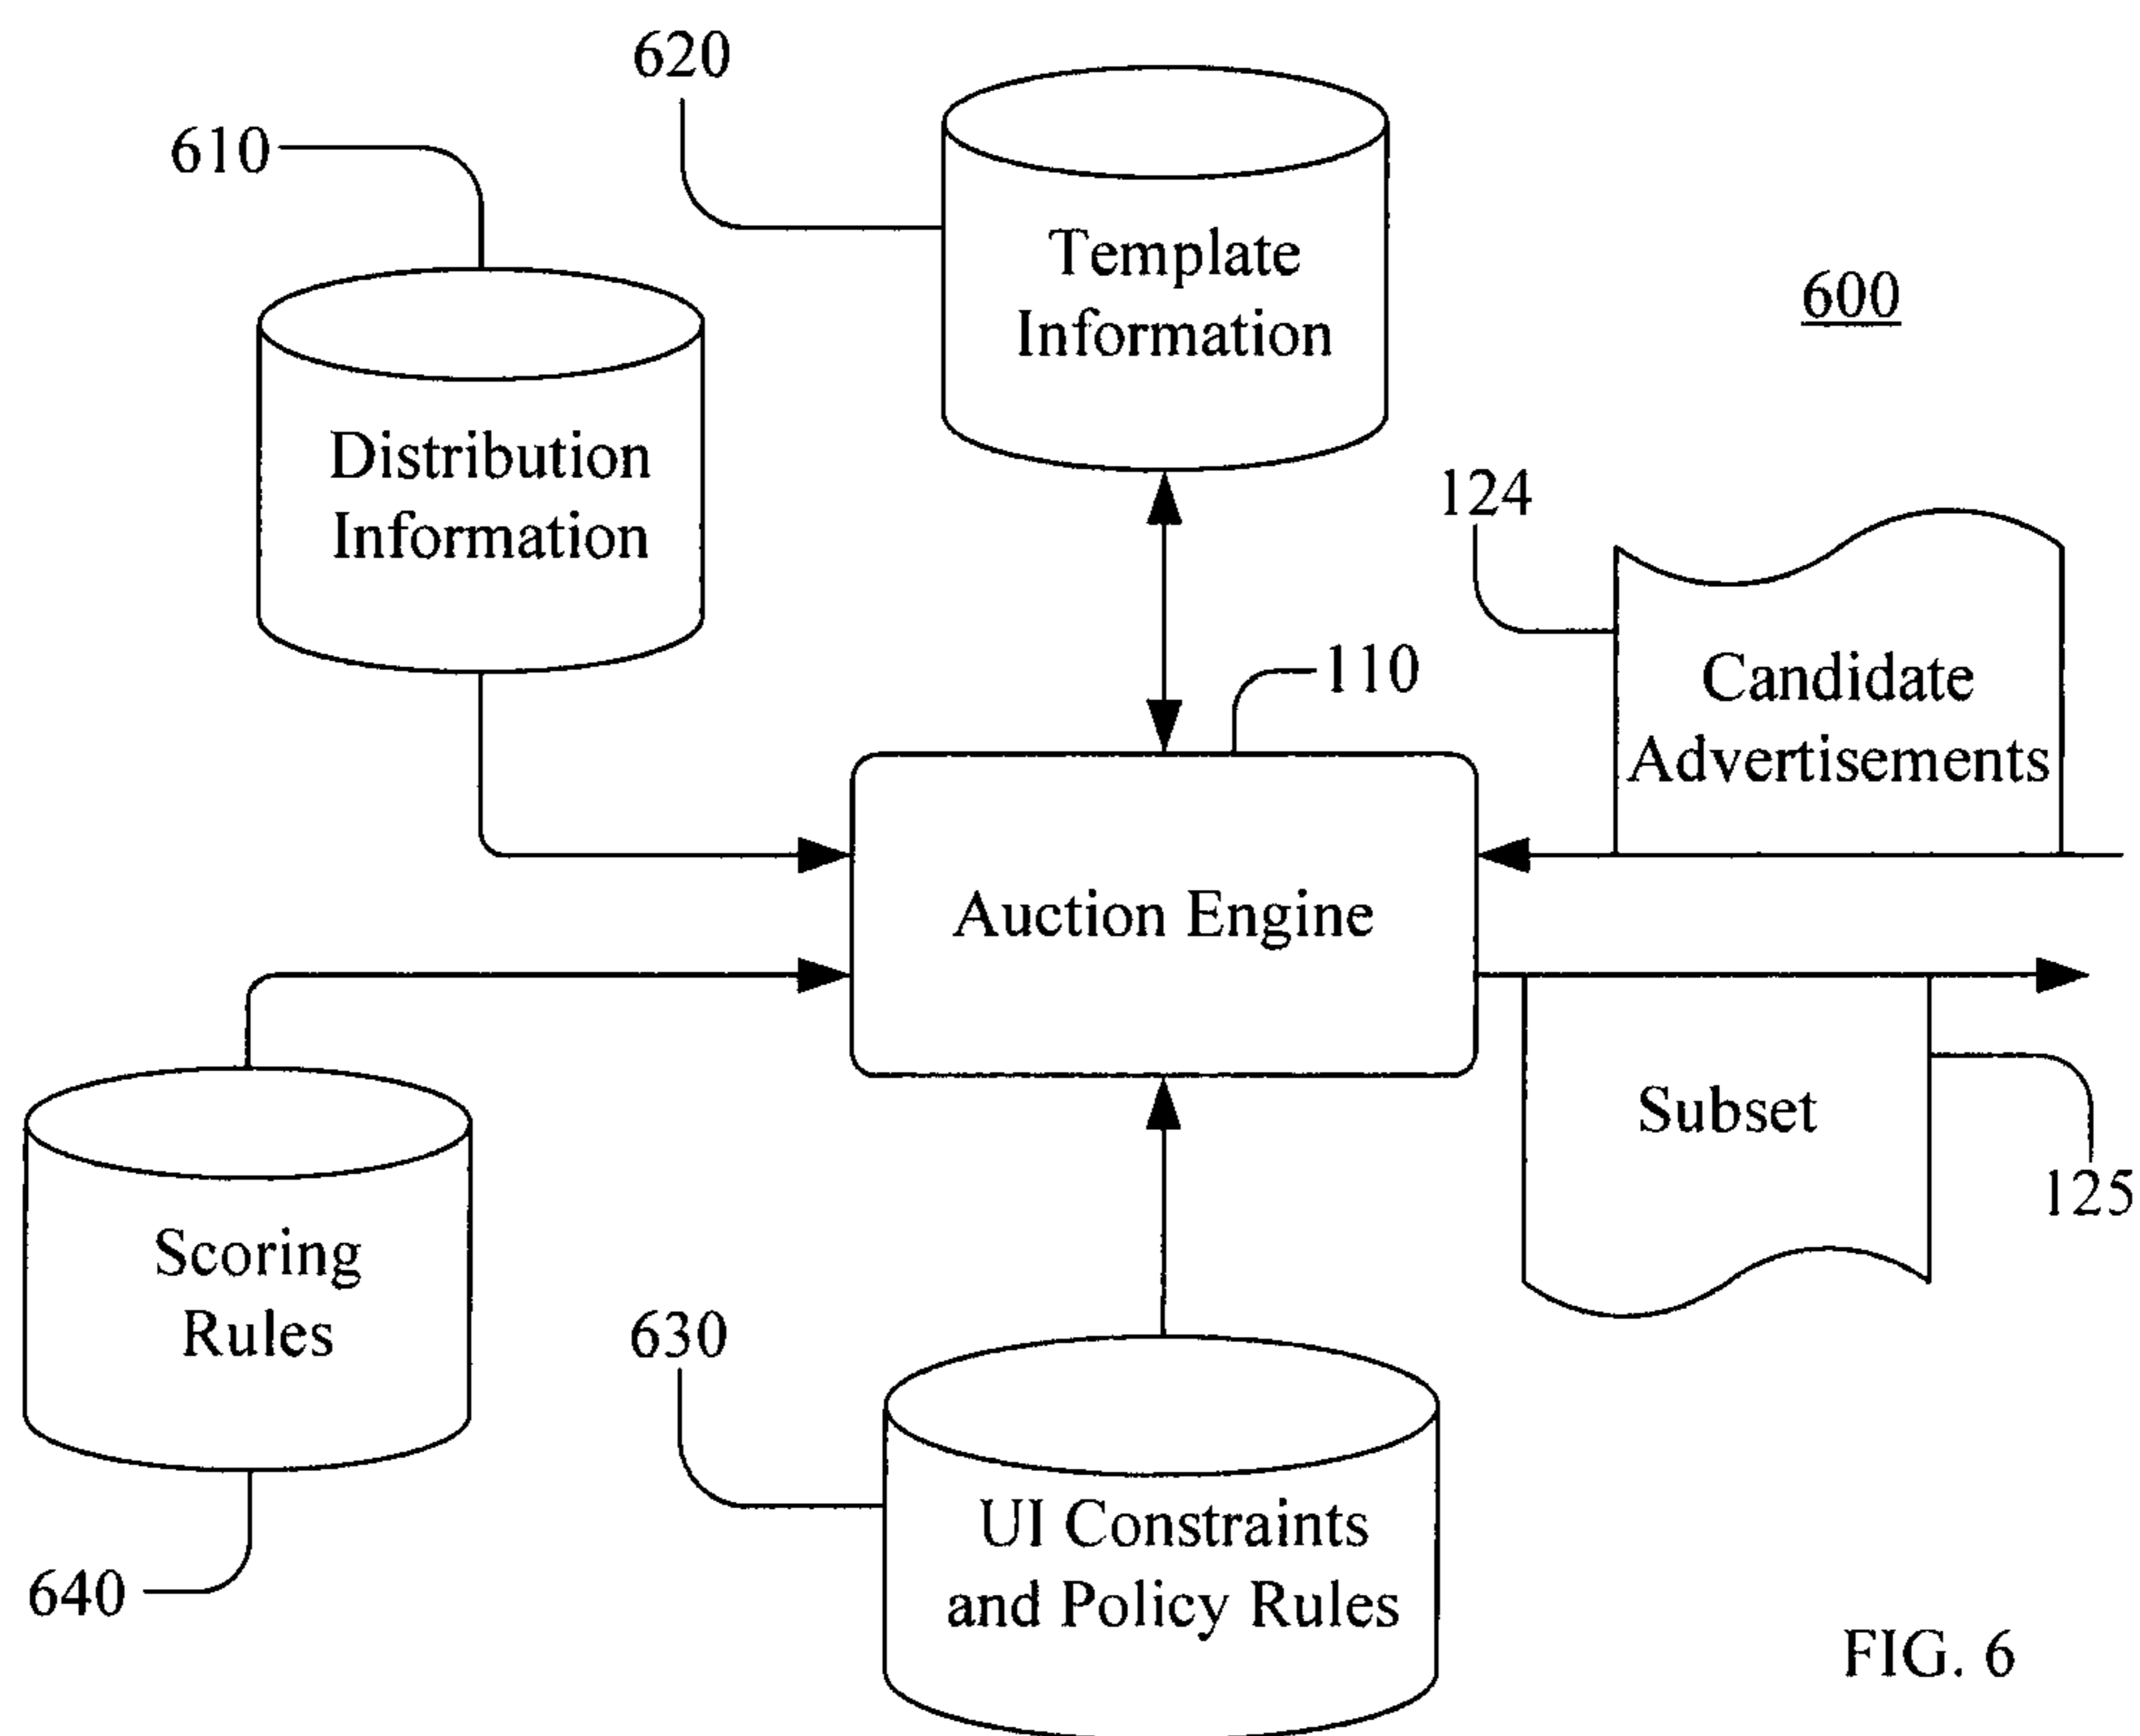 620
610
Template
Information
600
Distribution
Information
124
Candidate
Advertisements
110
Auction Engine
Subset
125
Scoring
Rules
630
UI Constraints
and Policy Rules
640
FIG. 6